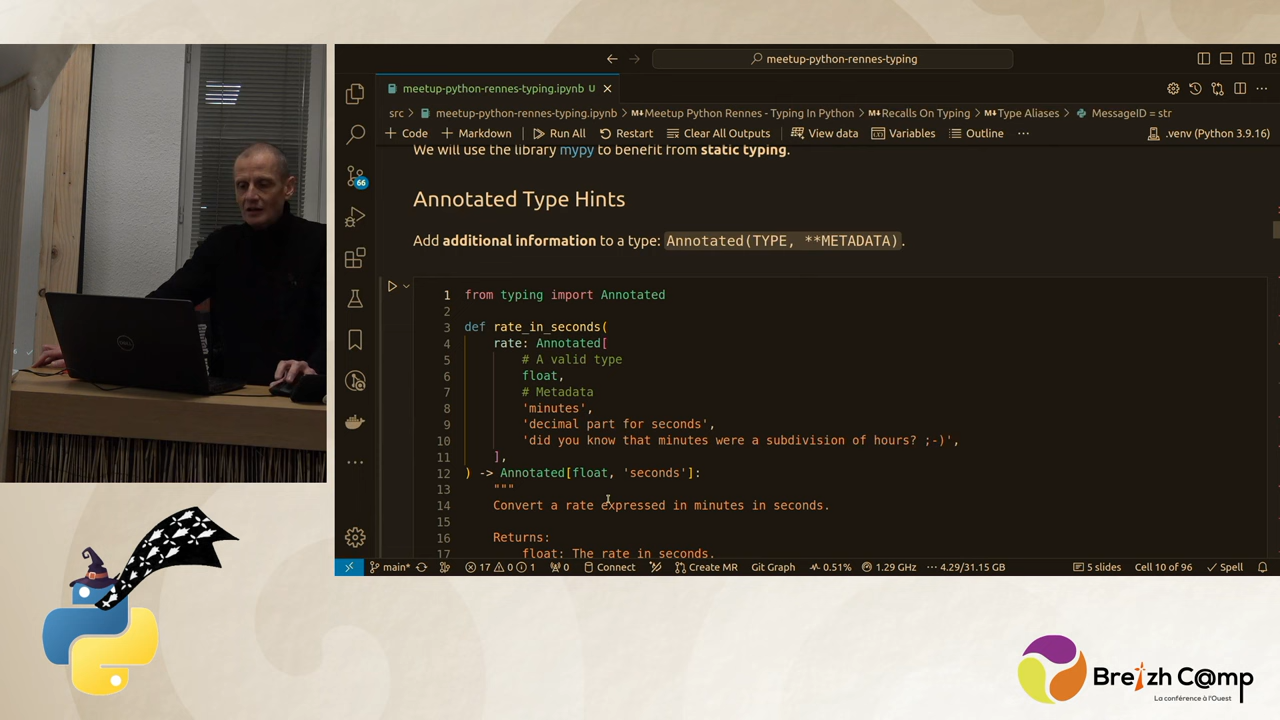 meetup-python-rennes-typing
meetup-python-rennes-typing.ipynb U
src > meetup-python-rennes-typing.ipynb > Meetup Python Rennes - Typing In Python > Recalls On Typing > Type Aliases > MessageID = str
+ Code + Markdown Run All Restart Clear All Outputs View data Variables Outline ... .venv (Python 3.9.16)
We will use the library mypy to benefit from static typing.
66
Annotated Type Hints
Add additional information to a type: Annotated(TYPE, **METADATA).
1 from typing import Annotated
2
3 def rate_in_seconds(
4 rate: Annotated[
5 # A valid type
6 float,
7 # Metadata
8 'minutes',
9 'decimal part for seconds',
10 'did you know that minutes were a subdivision of hours? ;-)',
11 ],
12 ) -> Annotated[float, 'seconds']:
13 """
14 Convert a rate expressed in minutes in seconds.
15
16 Returns:
17 float: The rate in seconds.
main* 17 0 1 0 Connect Create MR Git Graph 0.51% 1.29 GHz ... 4.29/31.15 GB 5 slides Cell 10 of 96 Spell
DELL
Breizh C@mp
La conférence à l'Ouest